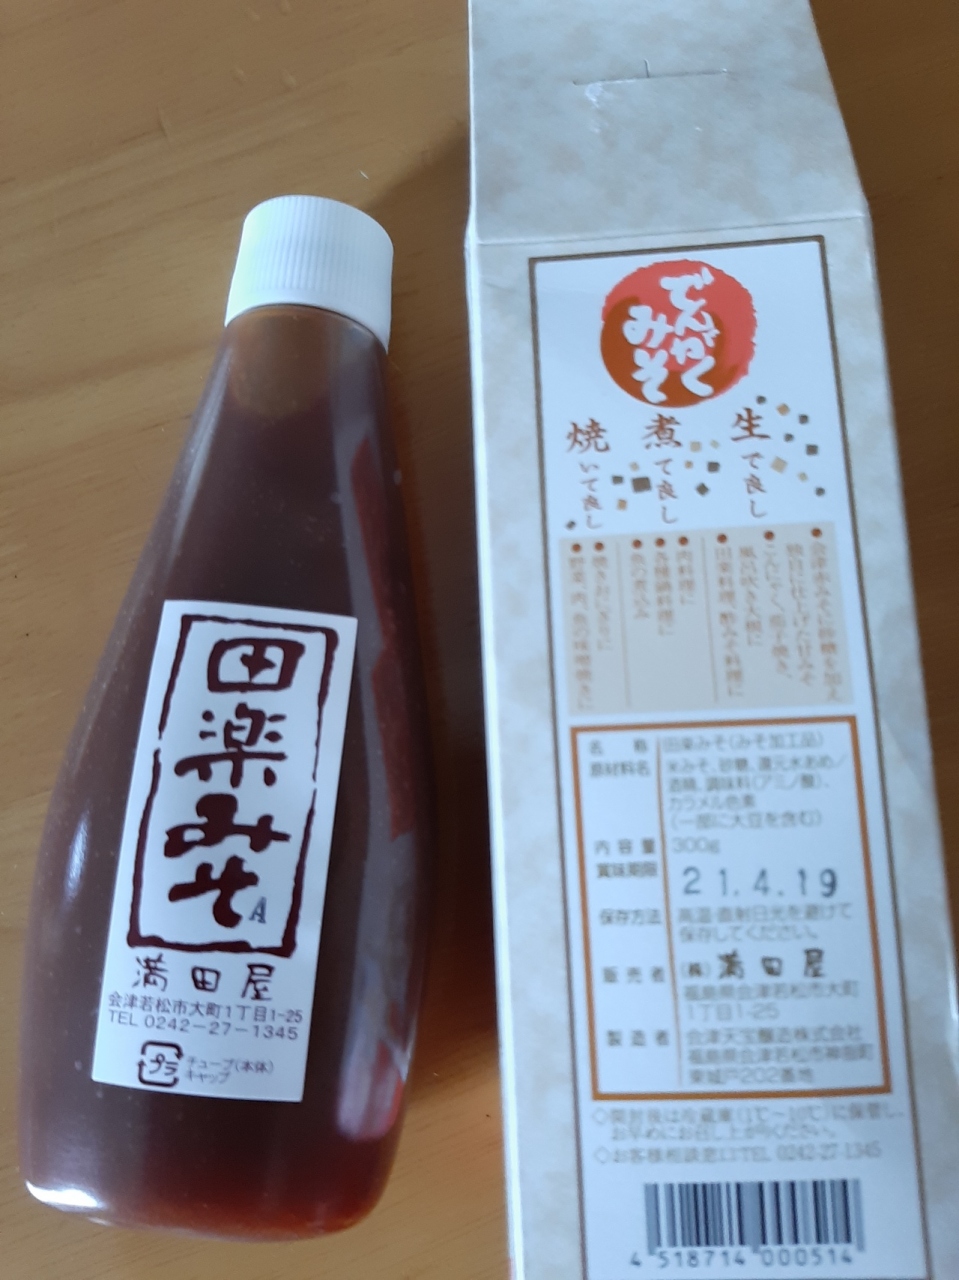 田楽みそ
A
満田屋
会津若松市大町1丁目1-25
TEL 0242-27-1345
プラ
チューブ(本体)
キャップ
でんがく
みそ
生で良し
煮て良し
焼いて良し
●会津赤みそに砂糖を加え
独自に仕上げた甘みそ
●こんにゃく、茄子焼き、
風呂吹き大根に
●田楽料理、酢みそ料理に
●肉料理に
●各種鍋料理に
●魚の煮込み
●焼きおにぎりに
●野菜、肉、魚の味噌焼きに
名称 田楽みそ(みそ加工品)
原材料名 米みそ、砂糖、還元水あめ/
酒精、調味料(アミノ酸)、
カラメル色素
(一部に大豆を含む)
内容量 300g
賞味期限 21.4.19
保存方法 高温・直射日光を避けて
保存してください。
販売者 (株)満田屋
福島県会津若松市大町
1丁目1-25
製造者 会津天宝醸造株式会社
福島県会津若松市神指町
東城戸202番地
◇開封後は冷蔵庫(1℃〜10℃)に保管し、
お早めにお召し上がりください。
◇お客様相談窓口TEL 0242-27-1345
4 518714 000514